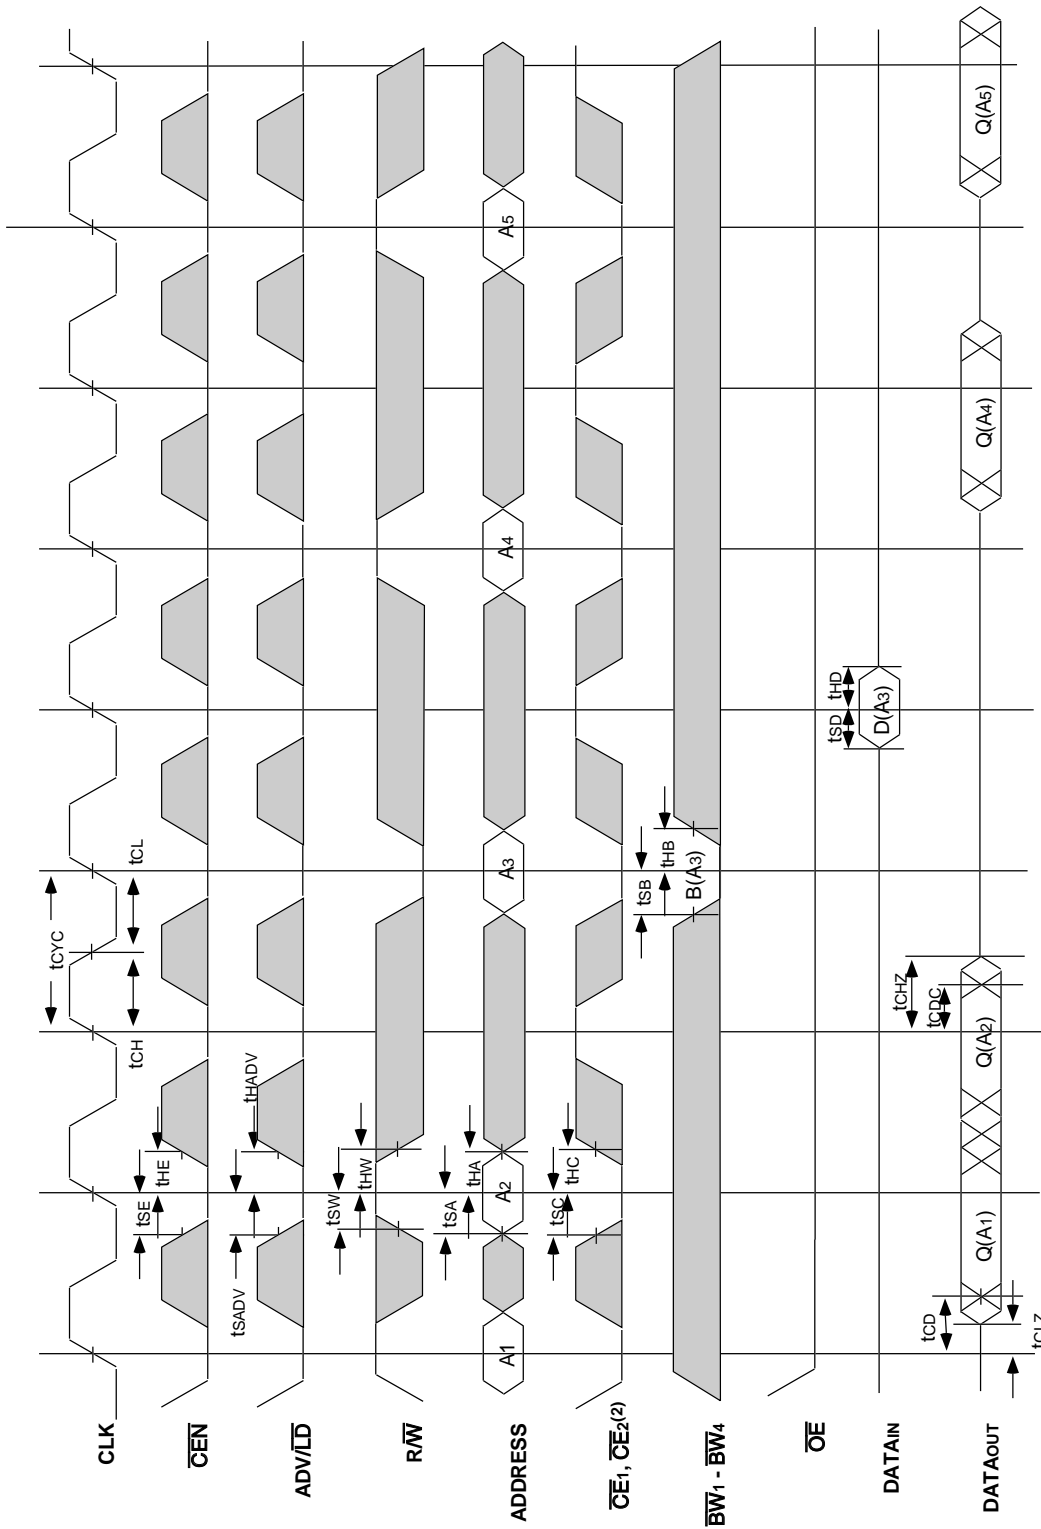 CLK
tCYC
tCH
tCL
CEN
tSE
tHE
ADV/LD
tSADV
tHADV
R/W
tSW
tHW
ADDRESS
A1
A2
A3
A4
A5
tSA
tHA
CE1, CE2(2)
tSC
tHC
BW1 - BW4
tSB
tHB
B(A3)
OE
DATAIN
tSD
tHD
D(A3)
DATAOUT
tCD
tCLZ
Q(A1)
Q(A2)
tCHZ
tCDC
Q(A4)
Q(A5)